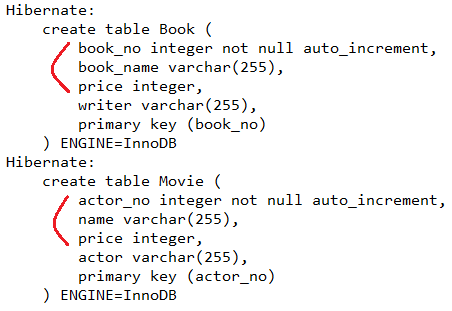 Hibernate:
    create table Book (
        book_no integer not null auto_increment,
        book_name varchar(255),
        price integer,
        writer varchar(255),
        primary key (book_no)
    ) ENGINE=InnoDB
Hibernate:
    create table Movie (
        actor_no integer not null auto_increment,
        name varchar(255),
        price integer,
        actor varchar(255),
        primary key (actor_no)
    ) ENGINE=InnoDB